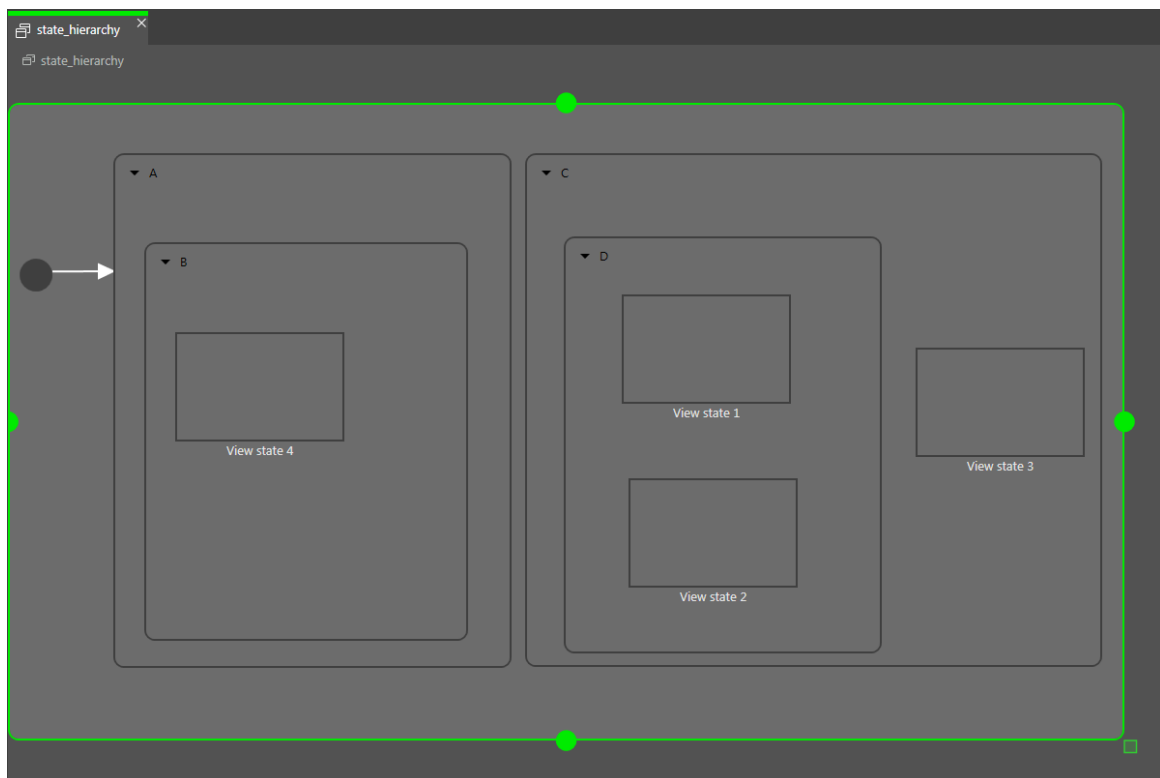 state_hierarchy
state_hierarchy
A
B
View state 4
C
D
View state 1
View state 2
View state 3